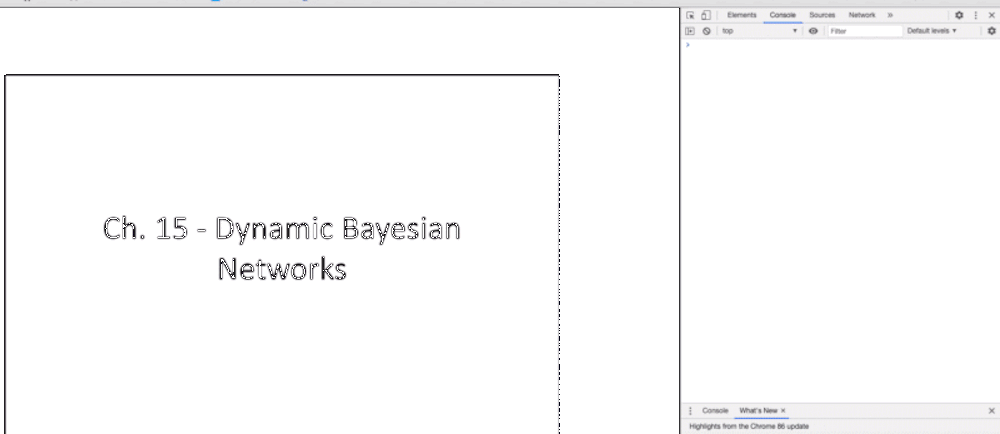 Ch. 15 - Dynamic Bayesian
Networks
Elements Console Sources Network »
top Filter Default levels
Console What's New ×
Highlights from the Chrome 86 update